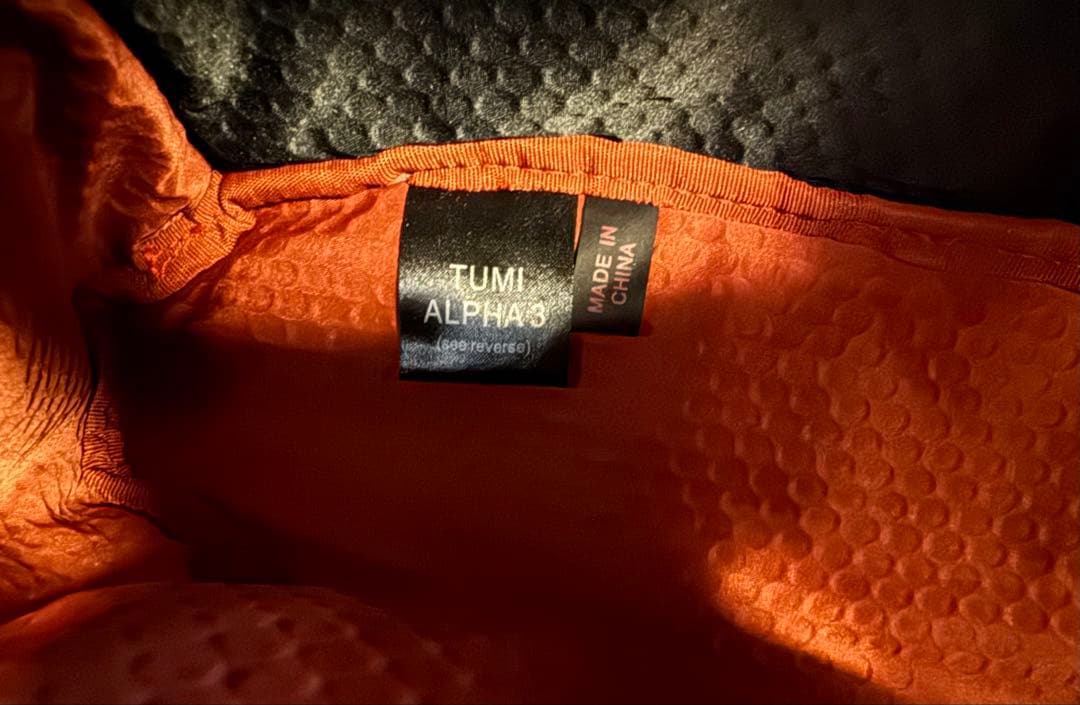 TUMI
ALPHA 3
(see reverse)
MADE IN
CHINA